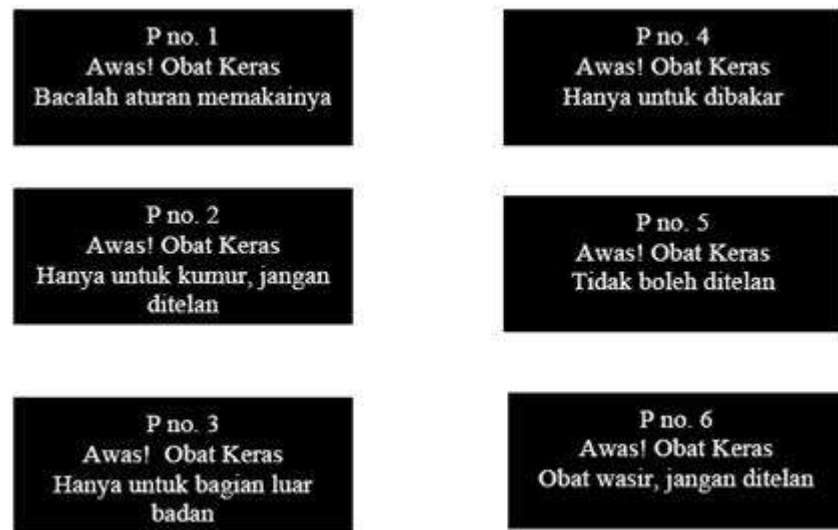 P no. 1
Awas! Obat Keras
Bacalah aturan memakainya
P no. 2
Awas! Obat Keras
Hanya untuk kumur, jangan
ditelan
P no. 3
Awas! Obat Keras
Hanya untuk bagian luar
badan
P no. 4
Awas! Obat Keras
Hanya untuk dibakar
P no. 5
Awas! Obat Keras
Tidak boleh ditelan
P no. 6
Awas! Obat Keras
Obat wasir, jangan ditelan